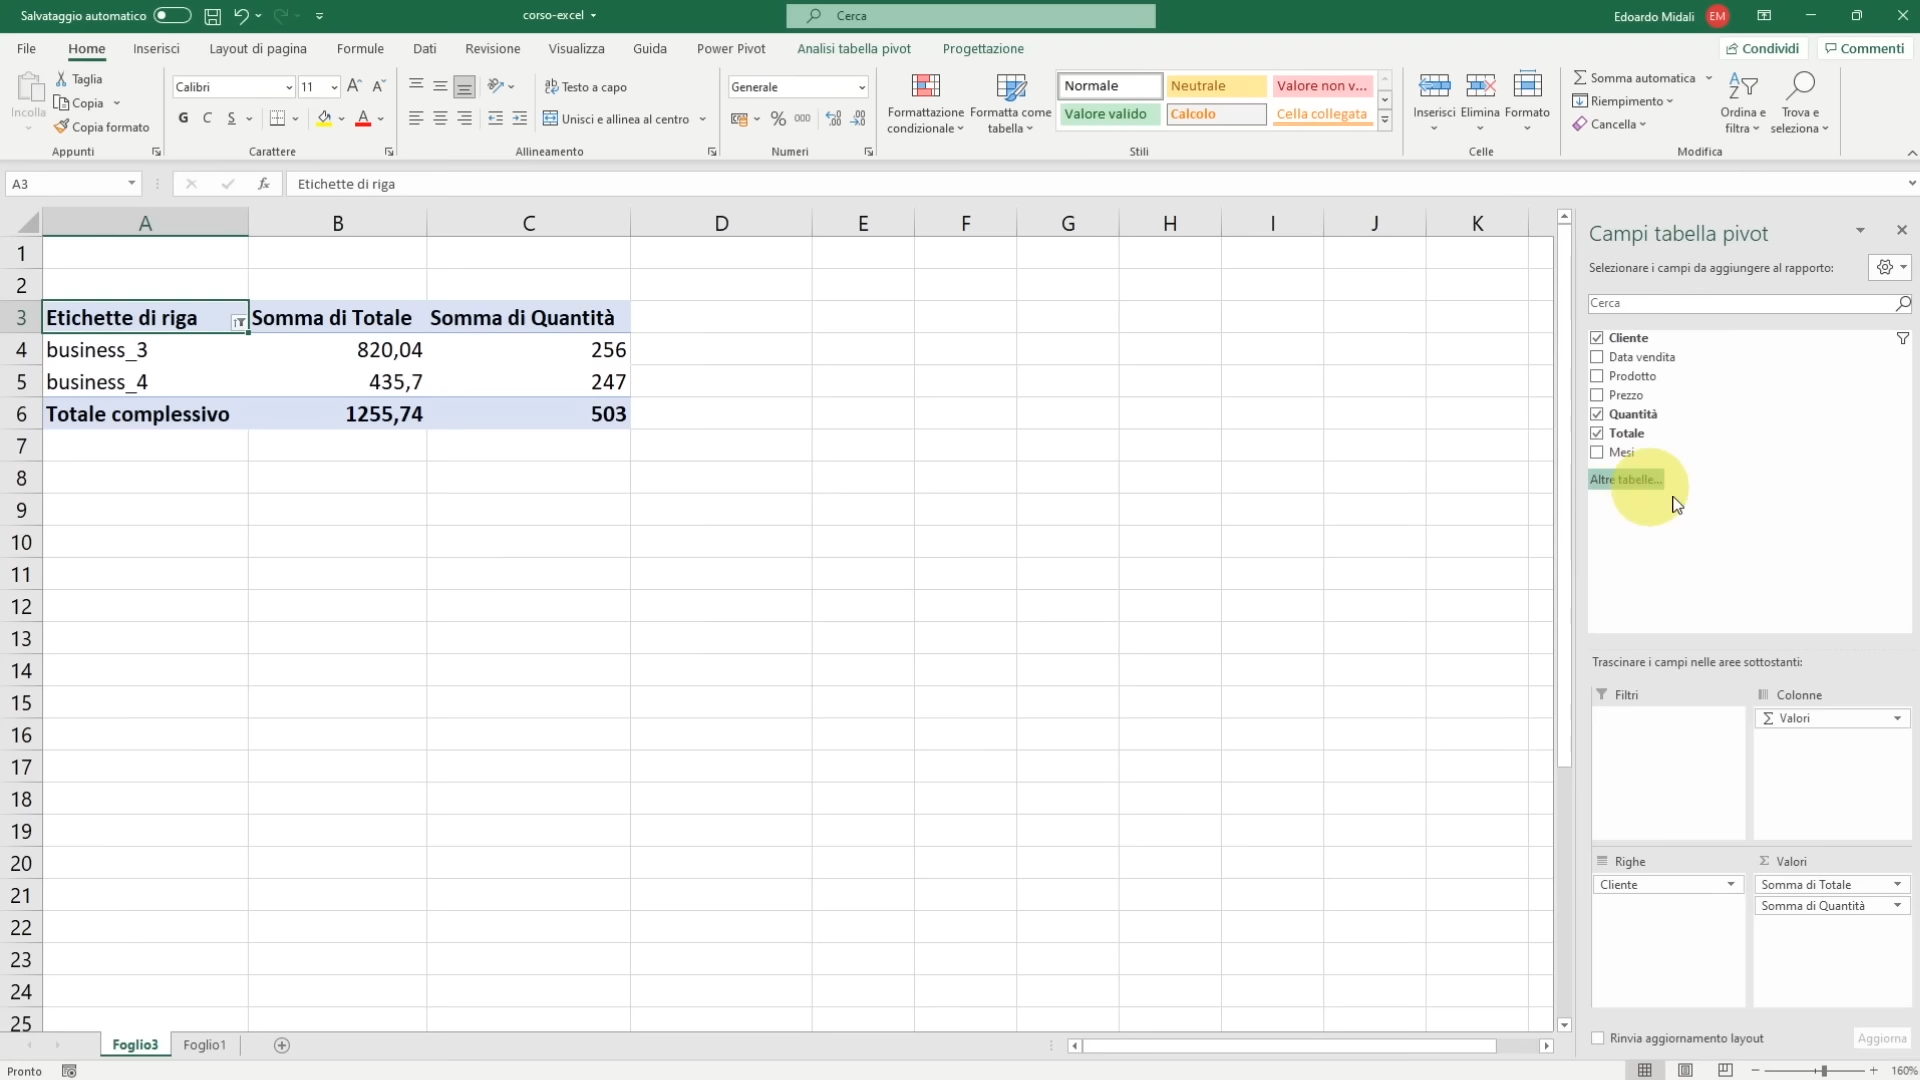 Salvataggio automatico
corso-excel
Cerca
Edoardo Midali EM
File Home Inserisci Layout di pagina Formule Dati Revisione Visualizza Guida Power Pivot Analisi tabella pivot Progettazione Condividi Commenti
Incolla
Taglia
Copia
Copia formato
Appunti
Calibri 11
G C S
Carattere
Testo a capo
Unisci e allinea al centro
Allineamento
Generale
% 000
Numeri
Formattazione condizionale
Formatta come tabella
Normale Neutrale Valore non v...
Valore valido Calcolo Cella collegata
Stili
Inserisci Elimina Formato
Celle
Somma automatica
Riempimento
Cancella
Ordina e filtra
Trova e seleziona
Modifica
A3 fx Etichette di riga
A B C D E F G H I J K
1
2
3 Etichette di riga Somma di Totale Somma di Quantità
4 business_3 820,04 256
5 business_4 435,7 247
6 Totale complessivo 1255,74 503
7
8
9
10
11
12
13
14
15
16
17
18
19
20
21
22
23
24
25
Campi tabella pivot
Selezionare i campi da aggiungere al rapporto:
Cerca
Cliente
Data vendita
Prodotto
Prezzo
Quantità
Totale
Mesi
Altre tabelle...
Trascinare i campi nelle aree sottostanti:
Filtri Colonne
Σ Valori
Righe Σ Valori
Cliente Somma di Totale
Somma di Quantità
Rinvia aggiornamento layout Aggiorna
Foglio3 Foglio1
Pronto 160%